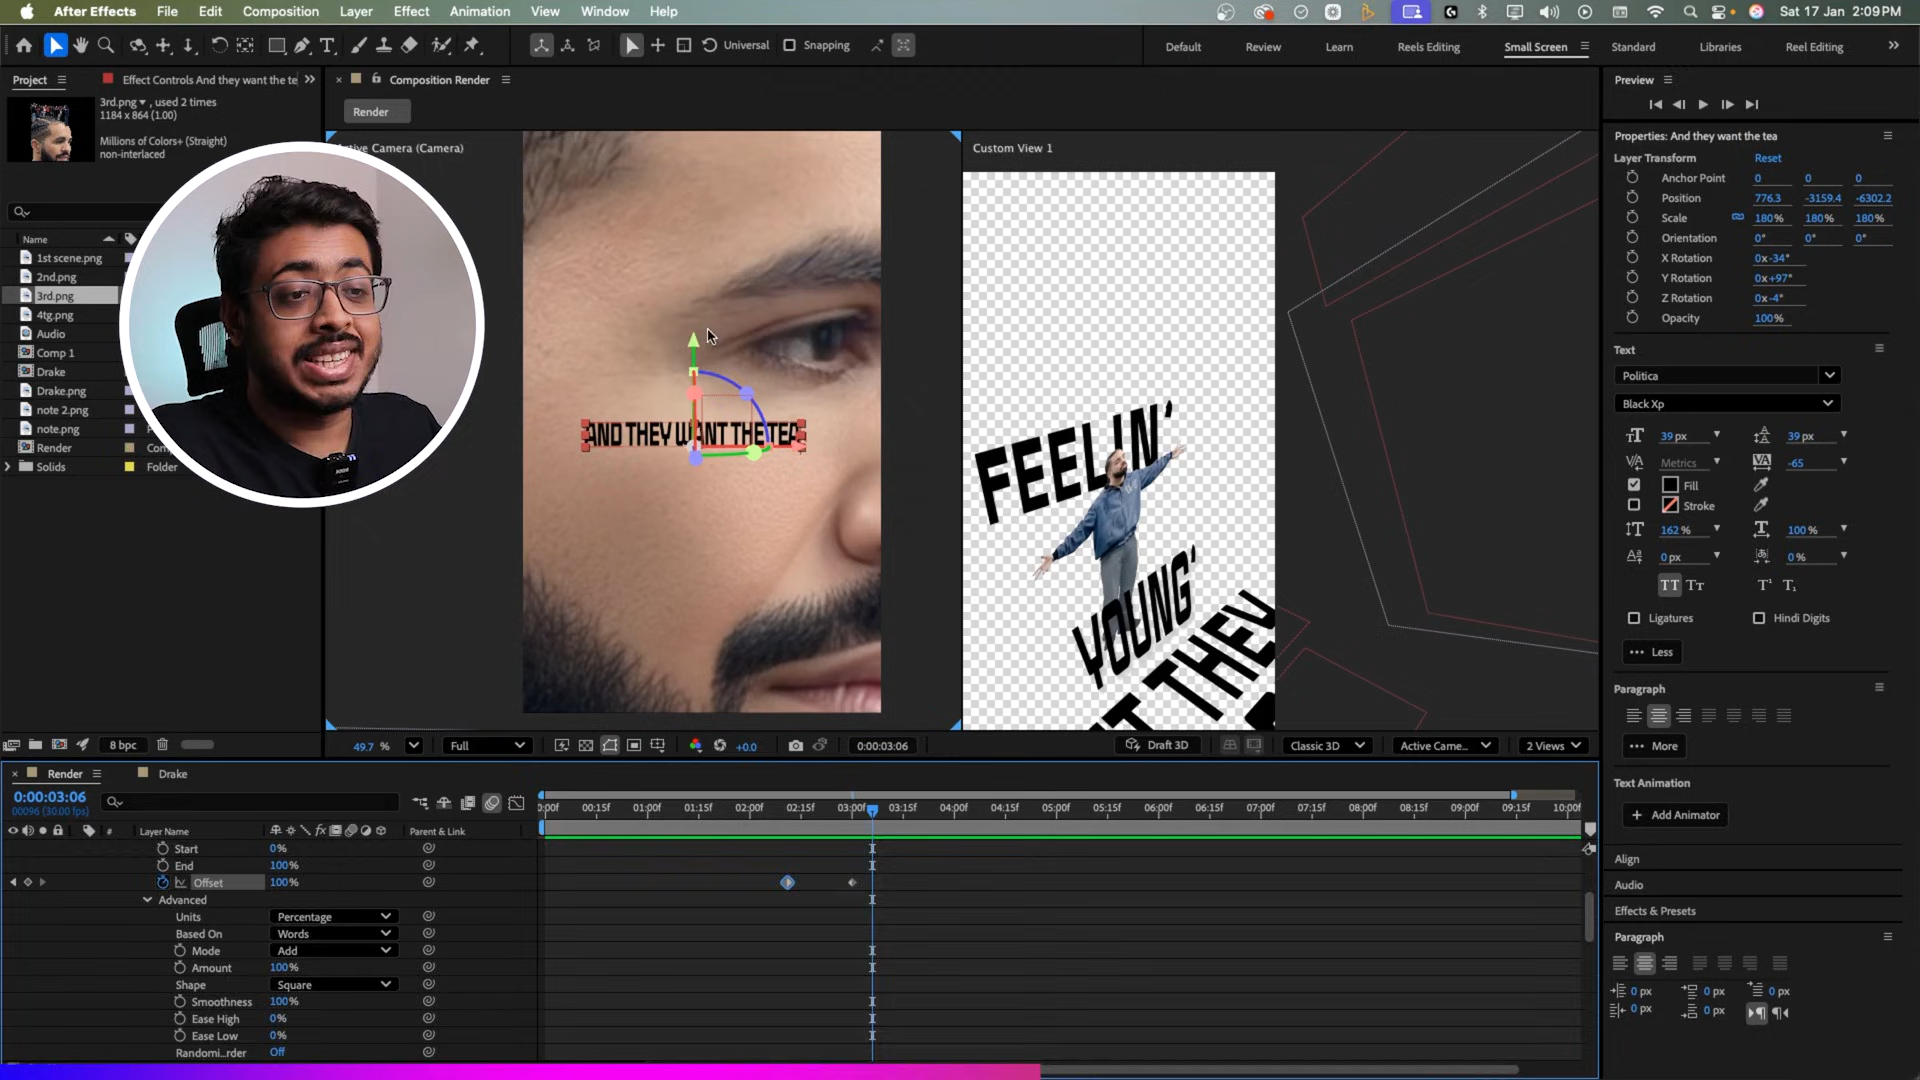 After Effects File Edit Composition Layer Effect Animation View Window Help Sat 17 Jan 2:09PM
Universal Snapping Default Review Learn Reels Editing Small Screen Standard Libraries Reel Editing
Project Effect Controls And they want the te
3rd.png , used 2 times
1184 x 864 (1.00)
Millions of Colors+ (Straight)
non-interlaced
Name
1st scene.png
2nd.png
3rd.png
4tg.png
Audio
Comp 1
Drake
Drake.png
note 2.png
note.png
Render Com
Solids Folder
8 bpc
Composition Render
Render
tive Camera (Camera)
AND THEY WANT THE TEA
Custom View 1
FEELIN'
YOUNG'
T THEY
49.7 % Full +0.0 0:00:03:06 Draft 3D Classic 3D Active Came... 2 Views
Preview
Properties: And they want the tea
Layer Transform Reset
Anchor Point 0 0 0
Position 776.3 -3159.4 -6302.2
Scale 180% 180% 180%
Orientation 0° 0° 0°
X Rotation 0x-34°
Y Rotation 0x+97°
Z Rotation 0x-4°
Opacity 100%
Text
Politica
Black Xp
39 px 39 px
Metrics -65
Fill
Stroke
162 % 100 %
0 px 0 %
TT Tт T¹ T₁
Ligatures Hindi Digits
Less
Paragraph
More
Text Animation
Add Animator
Align
Audio
Effects & Presets
Paragraph
0 px 0 px 0 px
0 px 0 px
Render Drake
0:00:03:06
00096 (30.00 fps)
# Layer Name Parent & Link
0:00f 00:15f 01:00f 01:15f 02:00f 02:15f 03:00f 03:15f 04:00f 04:15f 05:00f 05:15f 06:00f 06:15f 07:00f 07:15f 08:00f 08:15f 09:00f 09:15f 10:00f
Start 0%
End 100%
Offset 100%
Advanced
Units Percentage
Based On Words
Mode Add
Amount 100%
Shape Square
Smoothness 100%
Ease High 0%
Ease Low 0%
Randomi...rder Off